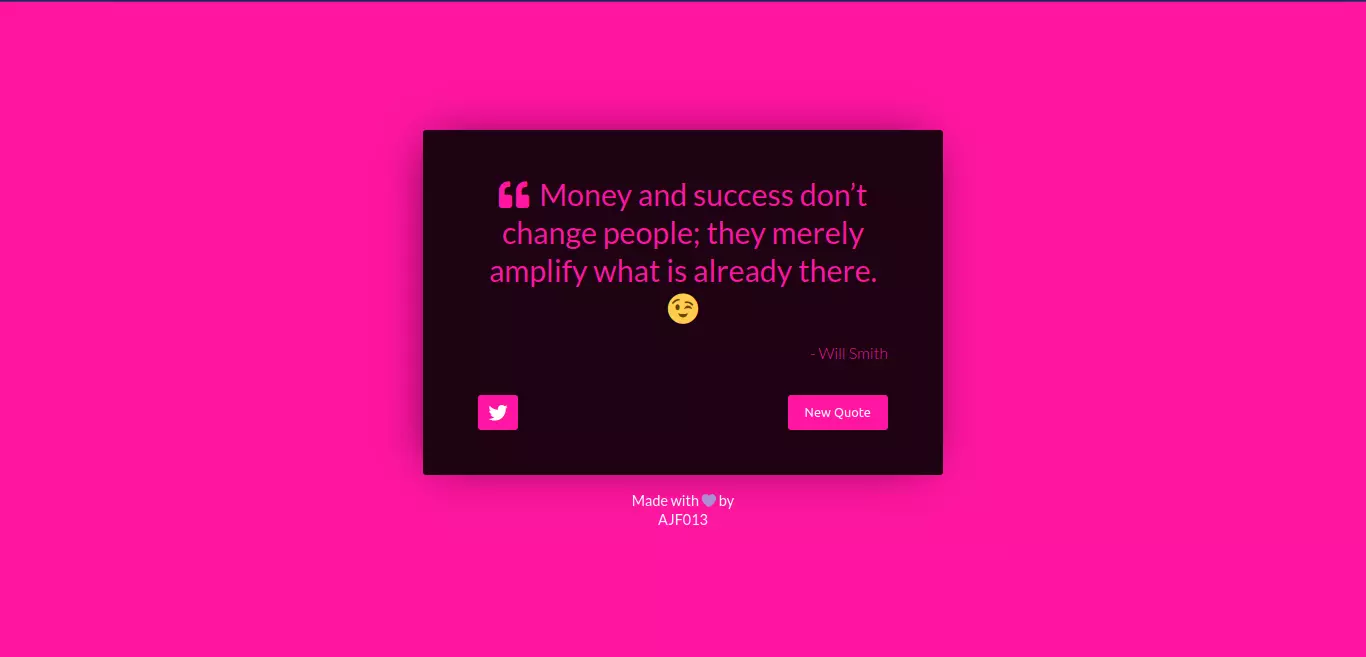 ❝ Money and success don’t
change people; they merely
amplify what is already there.
😉
- Will Smith
New Quote
Made with 💜 by
AJF013